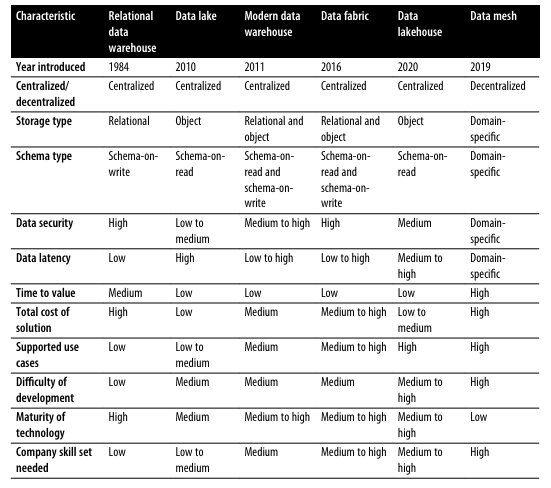 Characteristic Relational data warehouse Data lake Modern data warehouse Data fabric Data lakehouse Data mesh
Year introduced 1984 2010 2011 2016 2020 2019
Centralized/decentralized Centralized Centralized Centralized Centralized Centralized Decentralized
Storage type Relational Object Relational and object Relational and object Object Domain-specific
Schema type Schema-on-write Schema-on-read Schema-on-read and schema-on-write Schema-on-read and schema-on-write Schema-on-read Domain-specific
Data security High Low to medium Medium to high High Medium Domain-specific
Data latency Low High Low to high Low to high Medium to high Domain-specific
Time to value Medium Low Low Low Low High
Total cost of solution High Low Medium Medium to high Low to medium High
Supported use cases Low Low to medium Medium Medium to high High High
Difficulty of development Low Medium Medium Medium Medium to high High
Maturity of technology High Medium Medium to high Medium to high Medium to high Low
Company skill set needed Low Low to medium Medium Medium to high Medium to high High